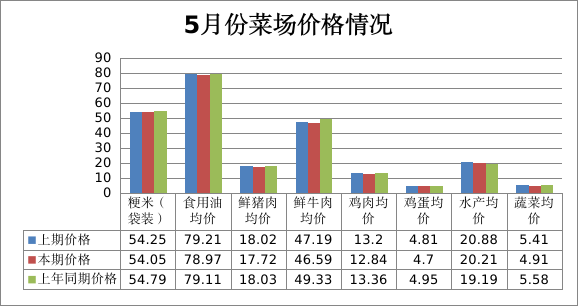 5月份菜场价格情况
90
80
70
60
50
40
30
20
10
0
粳米（袋装） 食用油均价 鲜猪肉均价 鲜牛肉均价 鸡肉均价 鸡蛋均价 水产均价 蔬菜均价
上期价格 54.25 79.21 18.02 47.19 13.2 4.81 20.88 5.41
本期价格 54.05 78.97 17.72 46.59 12.84 4.7 20.21 4.91
上年同期价格 54.79 79.11 18.03 49.33 13.36 4.95 19.19 5.58